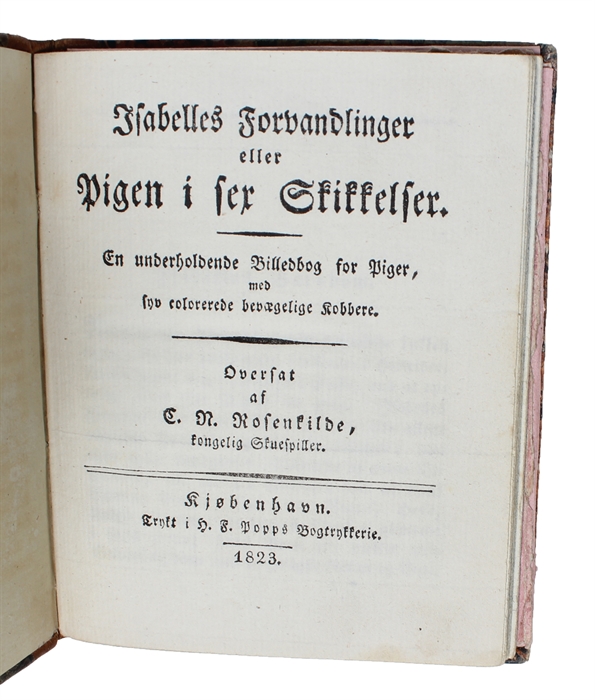 Isabelles Forvandlinger
eller
Pigen i sex Skikkelser.
En underholdende Billedbog for Piger,
med
syv colorerede bevægelige Kobbere.
Oversat
af
C. N. Rosenkilde,
kongelig Skuespiller.
Kjøbenhavn.
Trykt i H. F. Popps Bogtrykkerie.
1823.